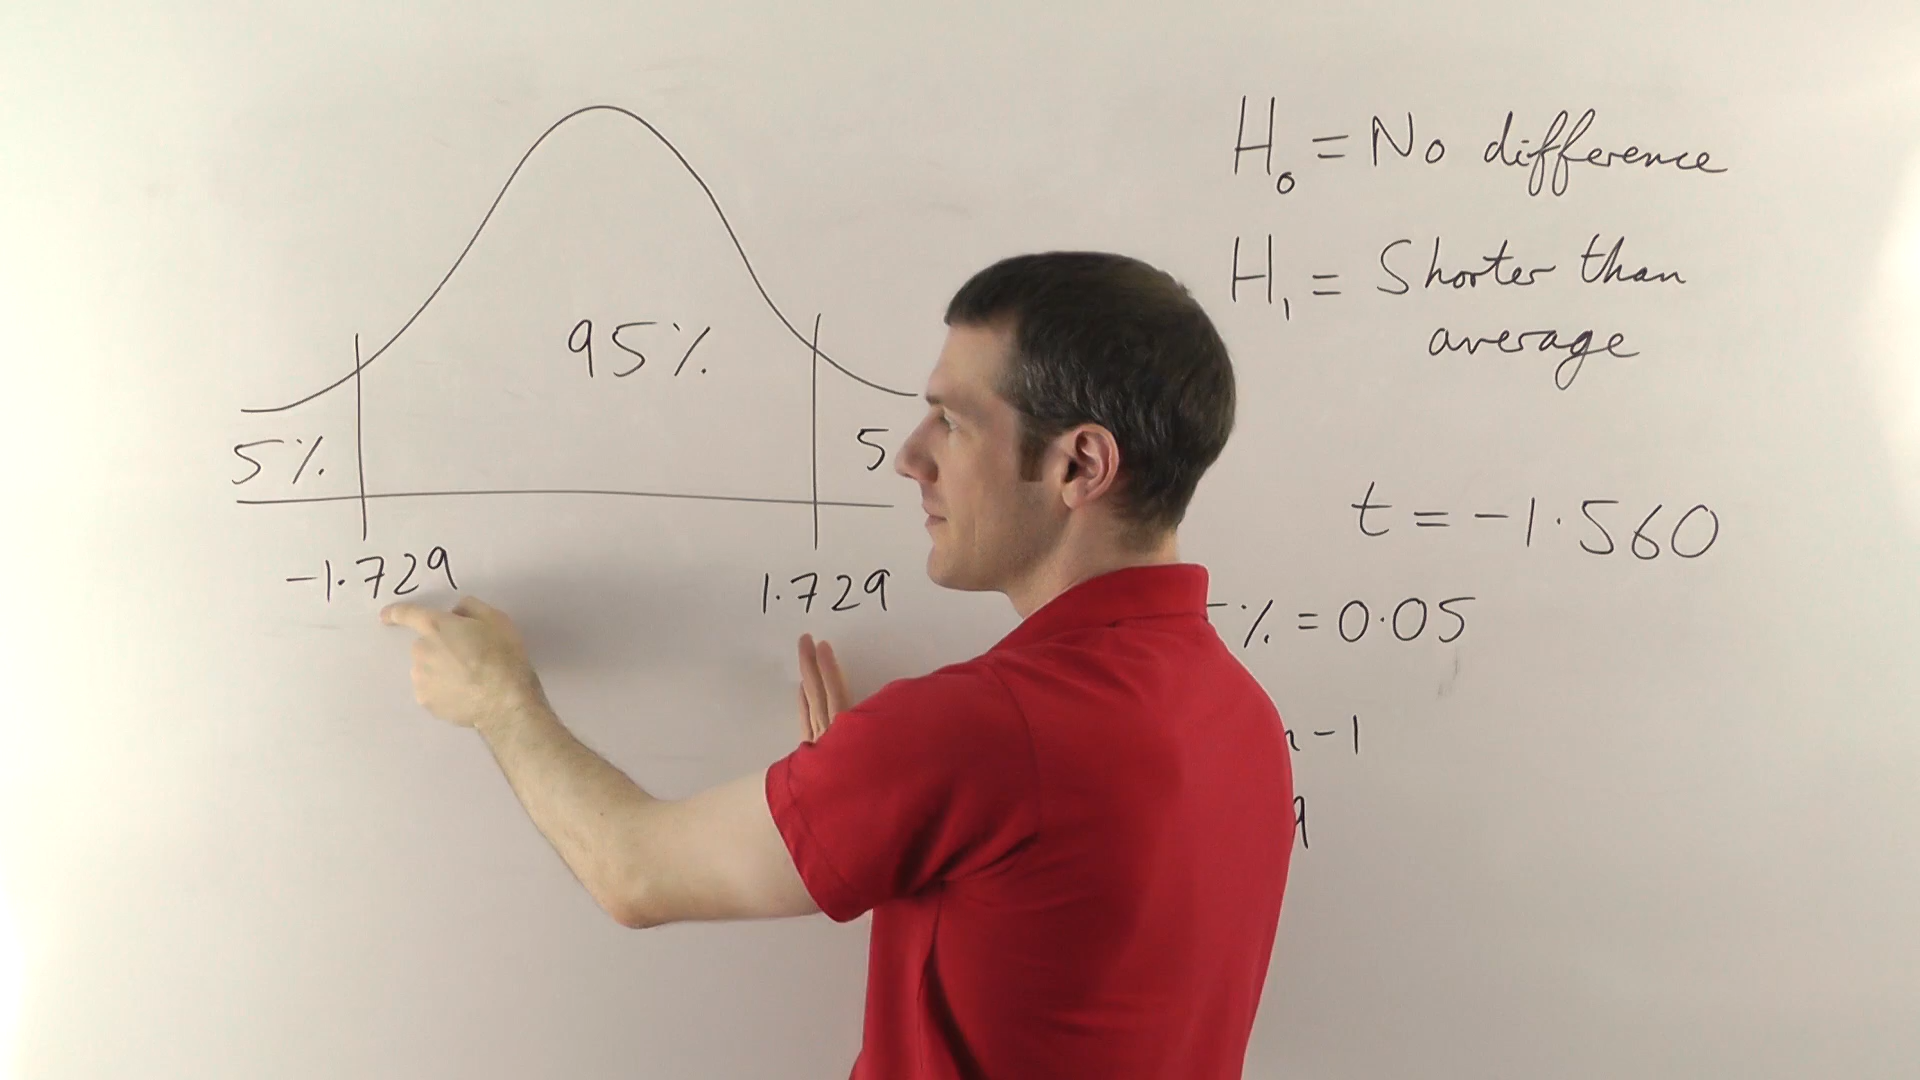 95%
5%
5
-1.729
1.729
H₀ = No difference
H₁ = Shorter than
average
t = -1.560
% = 0.05
-1
9